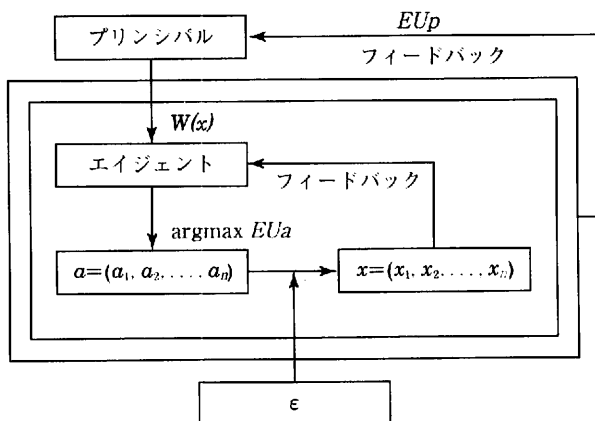 EUp
プリンシパル
フィードバック
W(x)
エイジェント
フィードバック
argmax EUa
a=(a₁, a₂, . . . , aₙ)
x=(x₁, x₂, . . . , xₙ)
ε